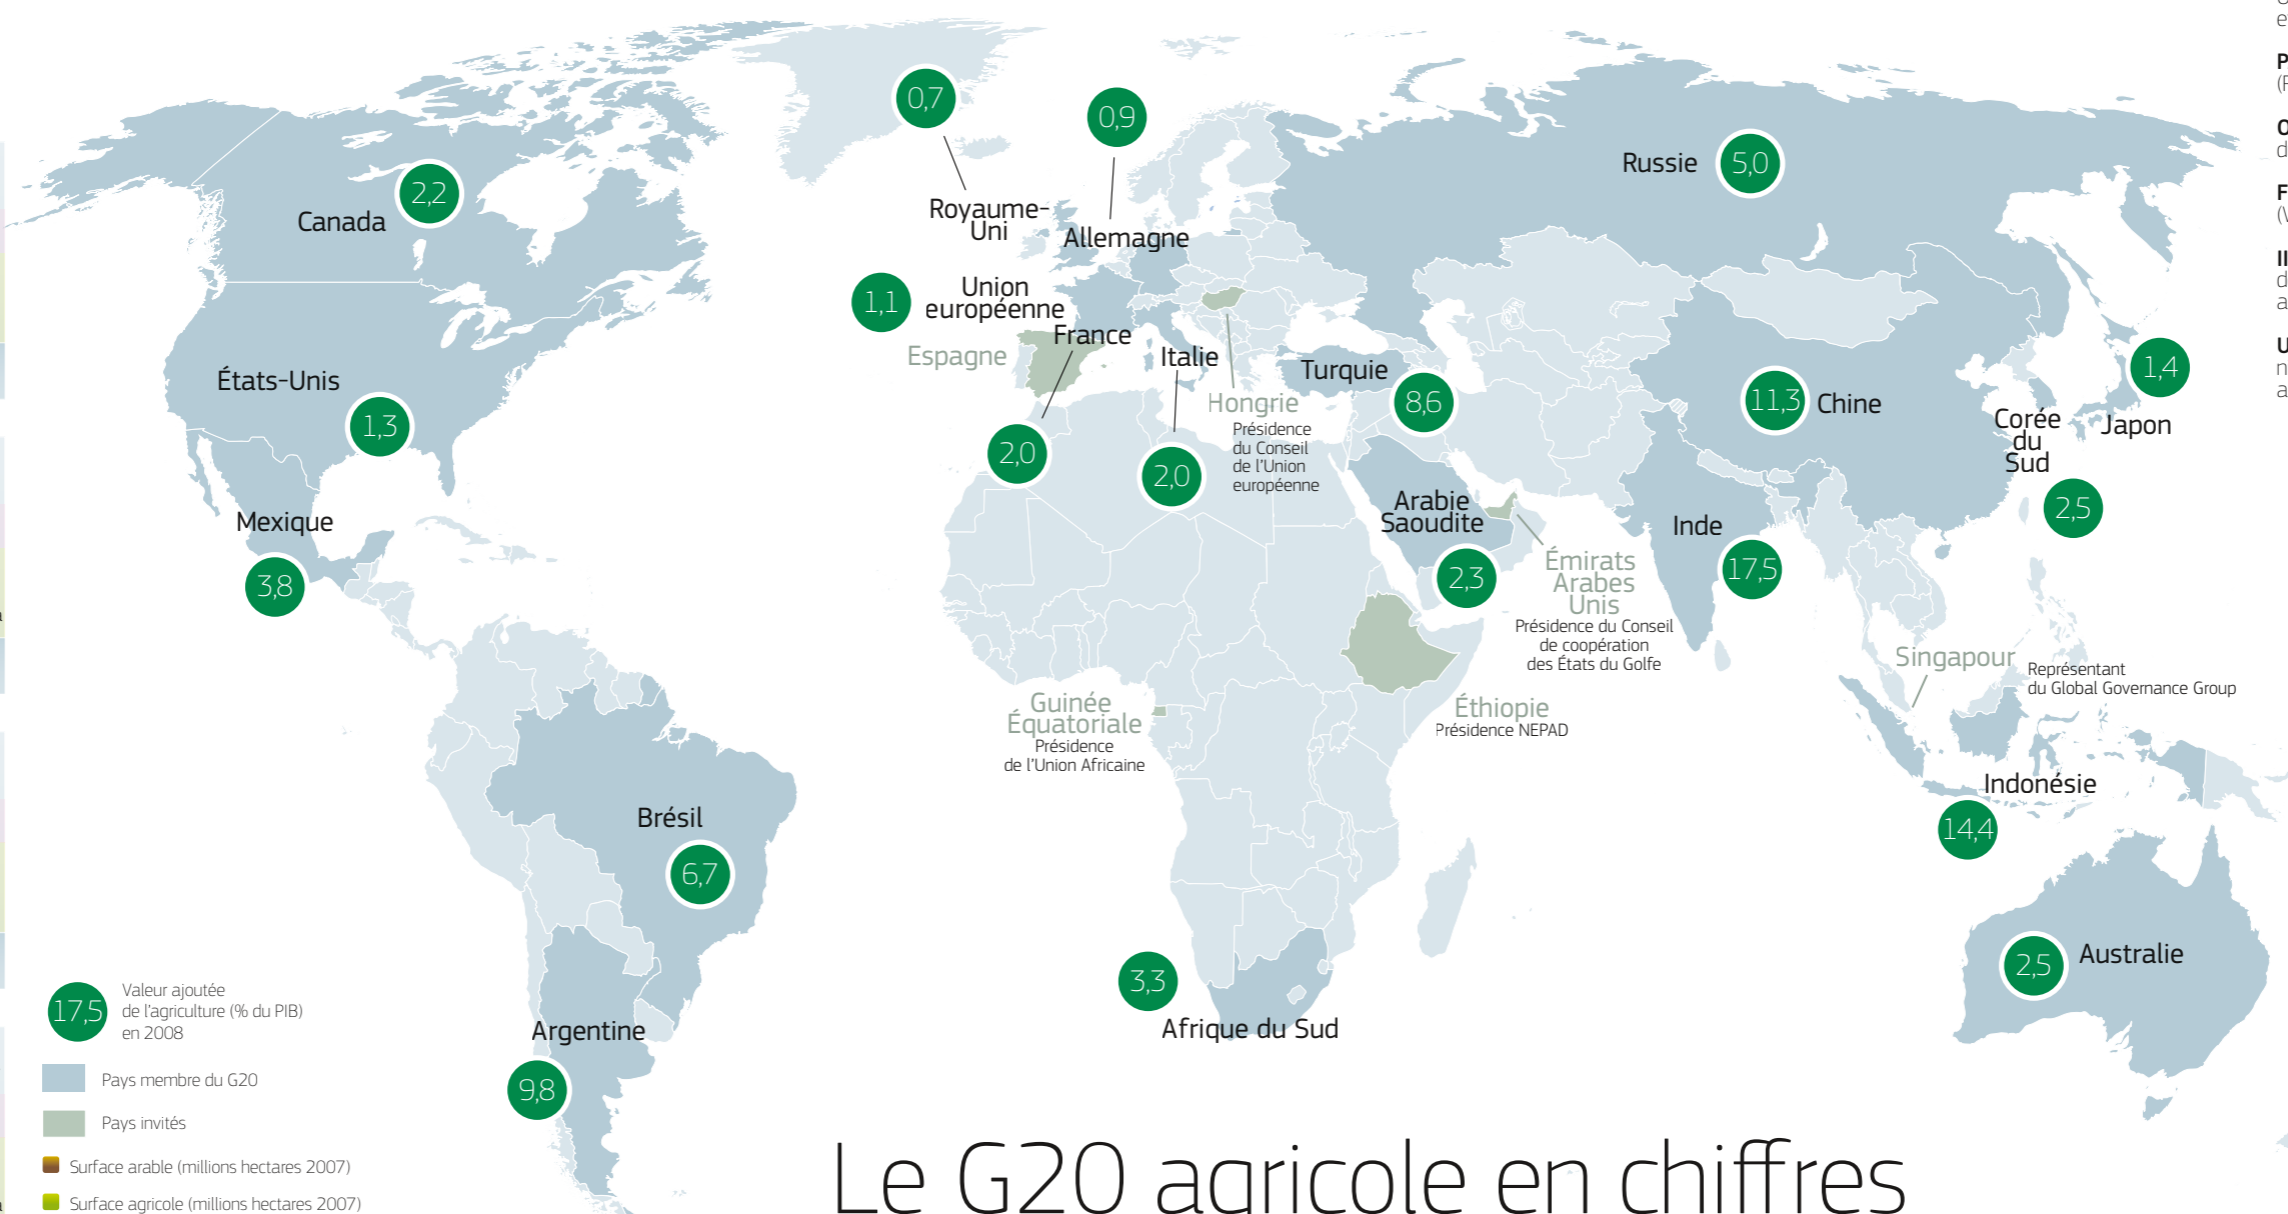 0,7
0,9
Russie
5,0
Canada
2,2
Royaume-
Uni
Allemagne
1,1
Union
européenne
France
Espagne
Italie
Turquie
8,6
11,3
Chine
1,4
Japon
Corée
du
Sud
2,5
États-Unis
1,3
2,0
2,0
Hongrie
Présidence
du Conseil
de l'Union
européenne
Arabie
Saoudite
2,3
Émirats
Arabes
Unis
Présidence du Conseil
de coopération
des États du Golfe
Inde
17,5
Mexique
3,8
Singapour
Représentant
du Global Governance Group
Guinée
Équatoriale
Présidence
de l'Union Africaine
Éthiopie
Présidence NEPAD
Indonésie
14,4
Brésil
6,7
Australie
2,5
3,3
Afrique du Sud
Argentine
9,8
17,5
Valeur ajoutée
de l'agriculture (% du PIB)
en 2008
Pays membre du G20
Pays invités
Surface arable (millions hectares 2007)
Surface agricole (millions hectares 2007)
Le G20 agricole en chiffres